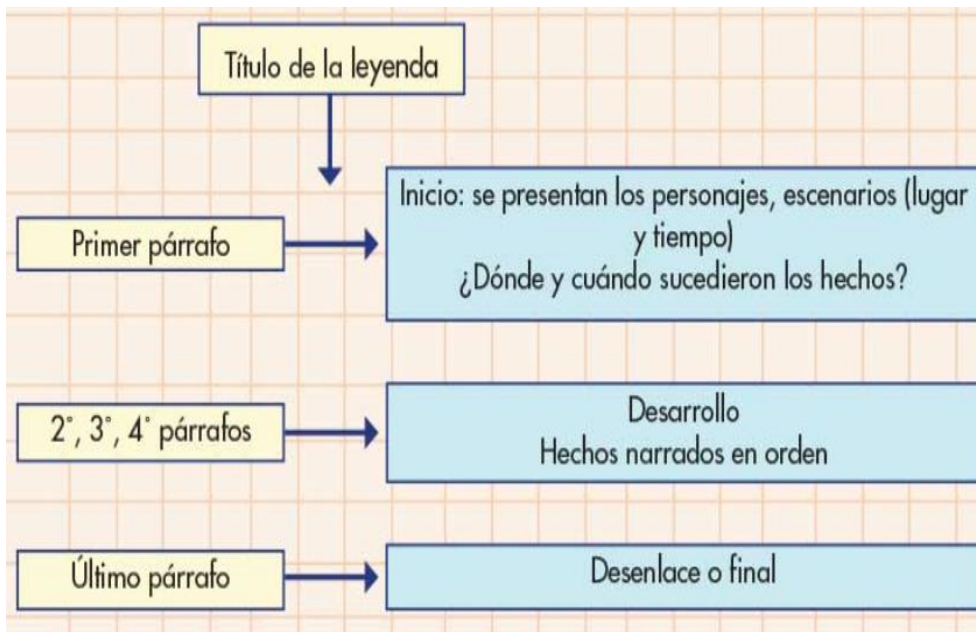 Título de la leyenda
Inicio: se presentan los personajes, escenarios (lugar
y tiempo)
¿Dónde y cuándo sucedieron los hechos?
Primer párrafo
2°, 3°, 4° párrafos
Desarrollo
Hechos narrados en orden
Último párrafo
Desenlace o final